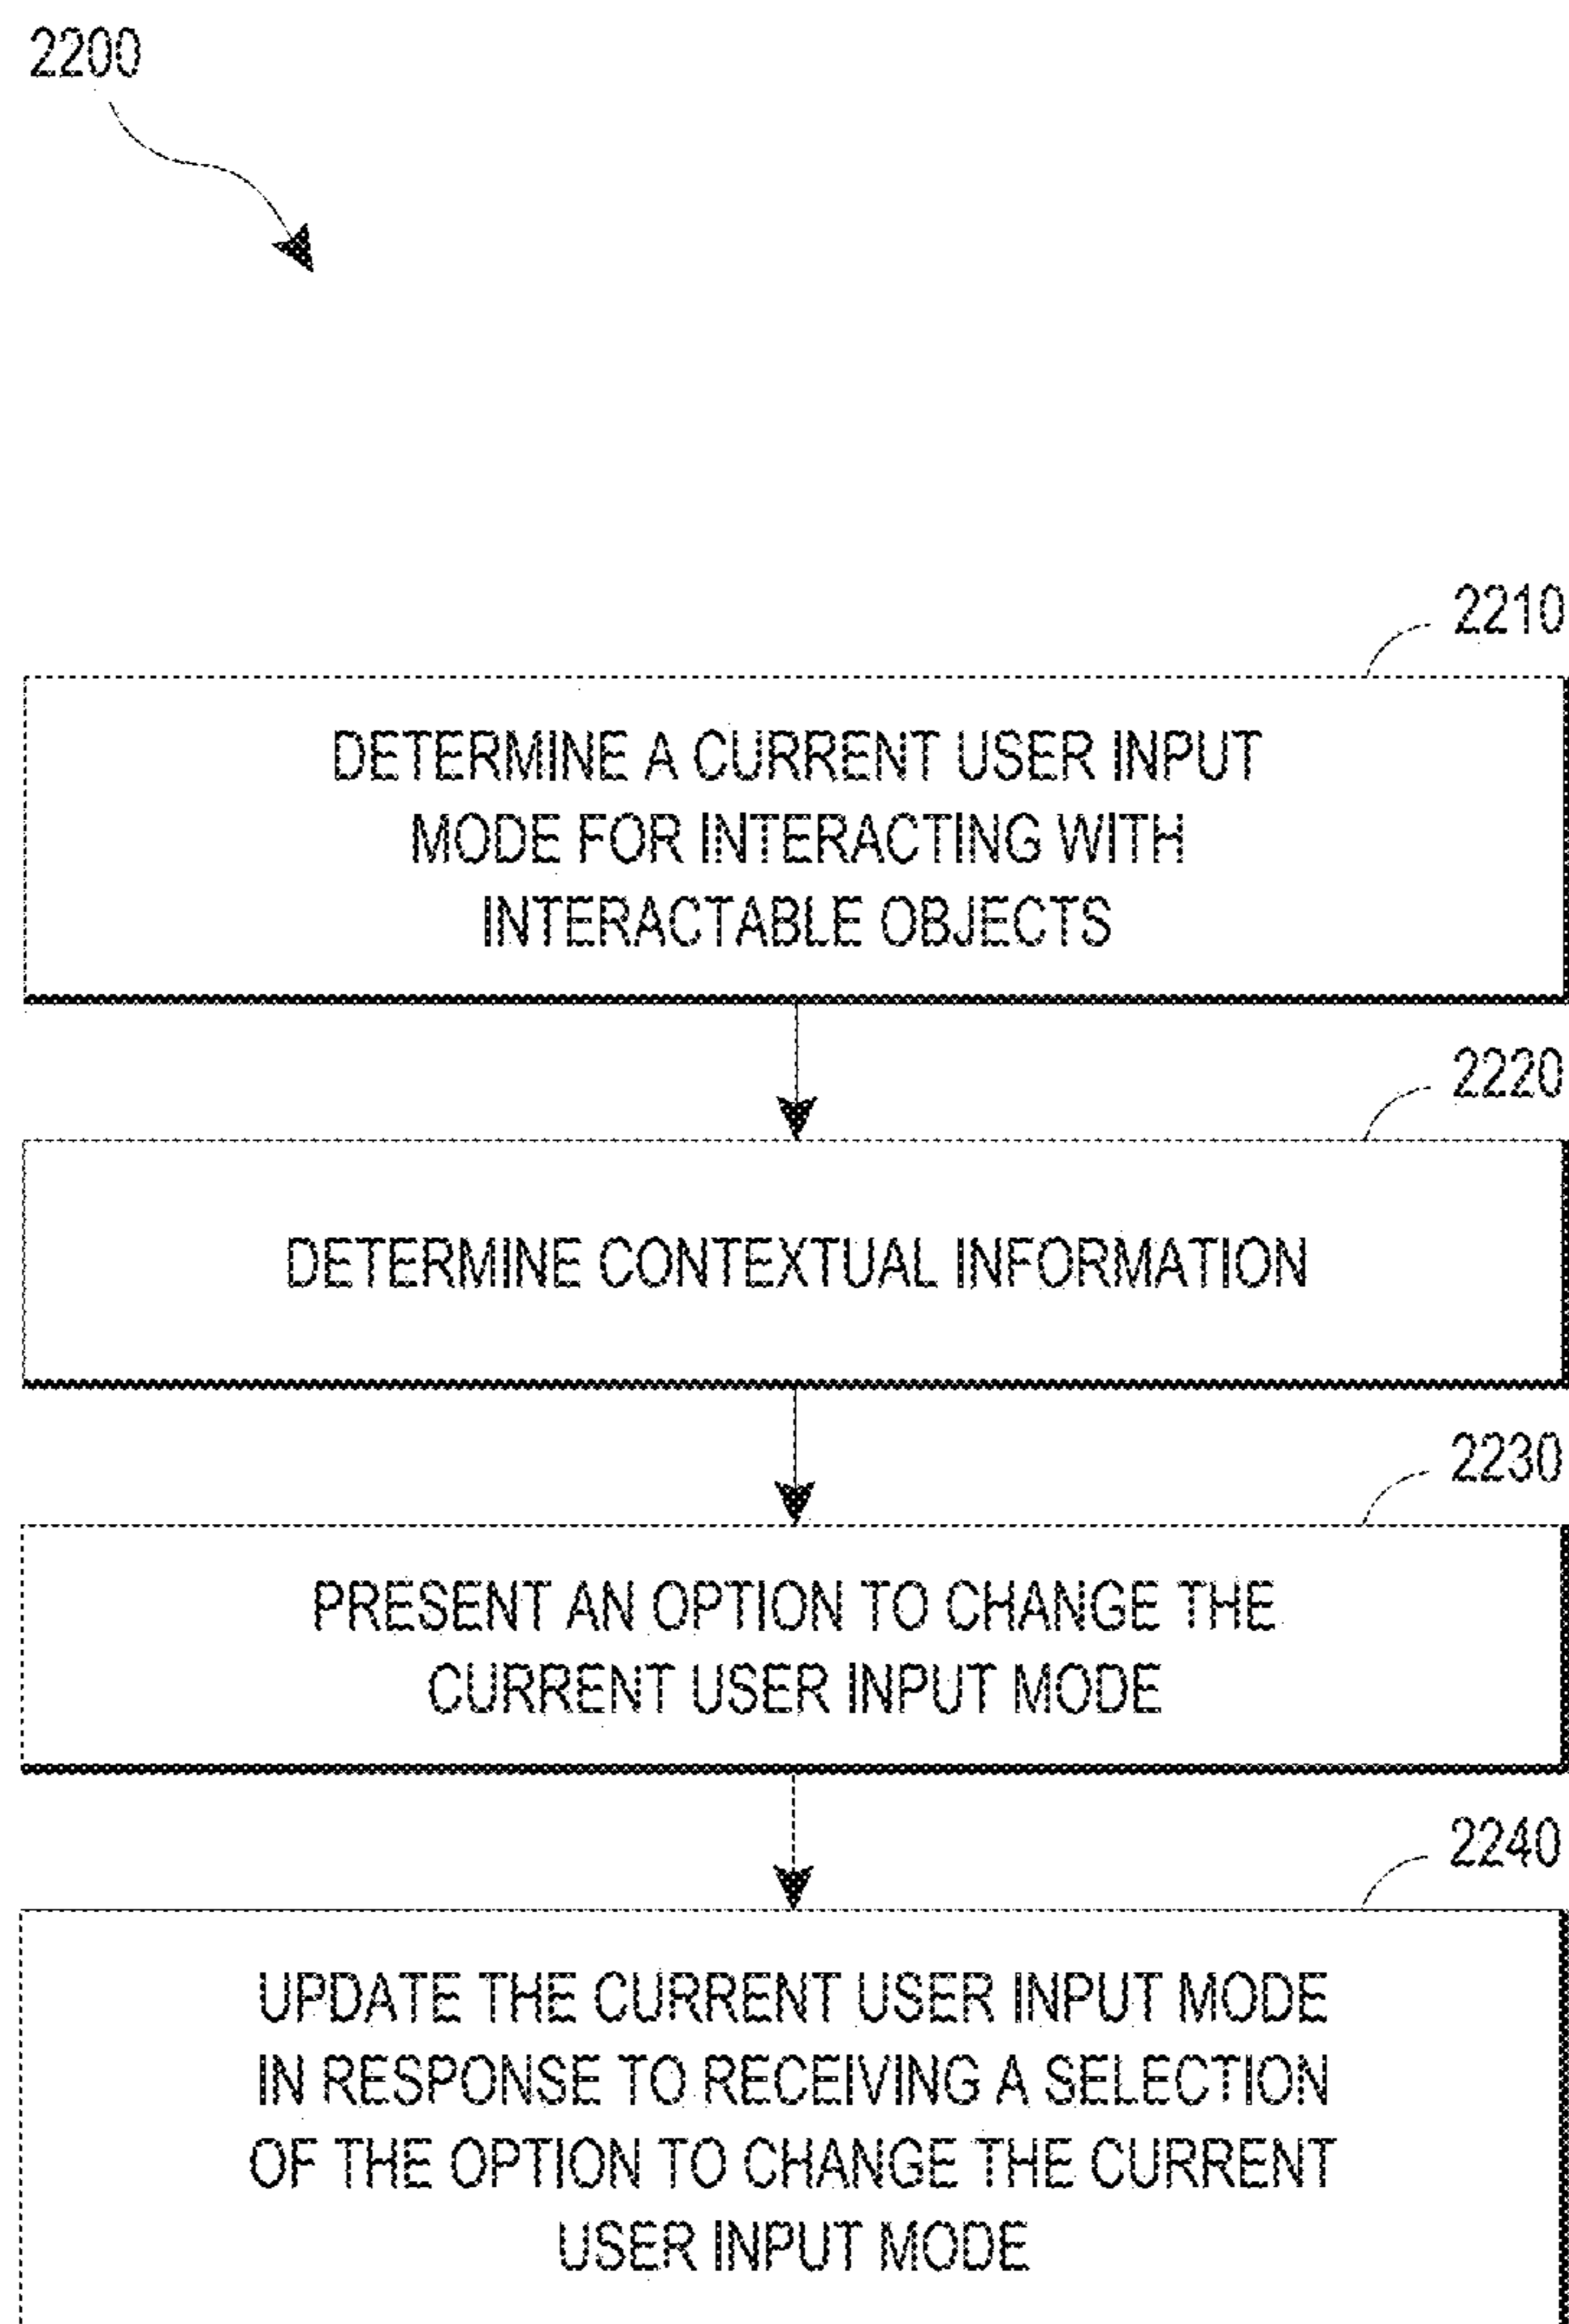 2200
2210
DETERMINE A CURRENT USER INPUT
MODE FOR INTERACTING WITH
INTERACTABLE OBJECTS
2220
DETERMINE CONTEXTUAL INFORMATION
2230
PRESENT AN OPTION TO CHANGE THE
CURRENT USER INPUT MODE
2240
UPDATE THE CURRENT USER INPUT MODE
IN RESPONSE TO RECEIVING A SELECTION
OF THE OPTION TO CHANGE THE CURRENT
USER INPUT MODE